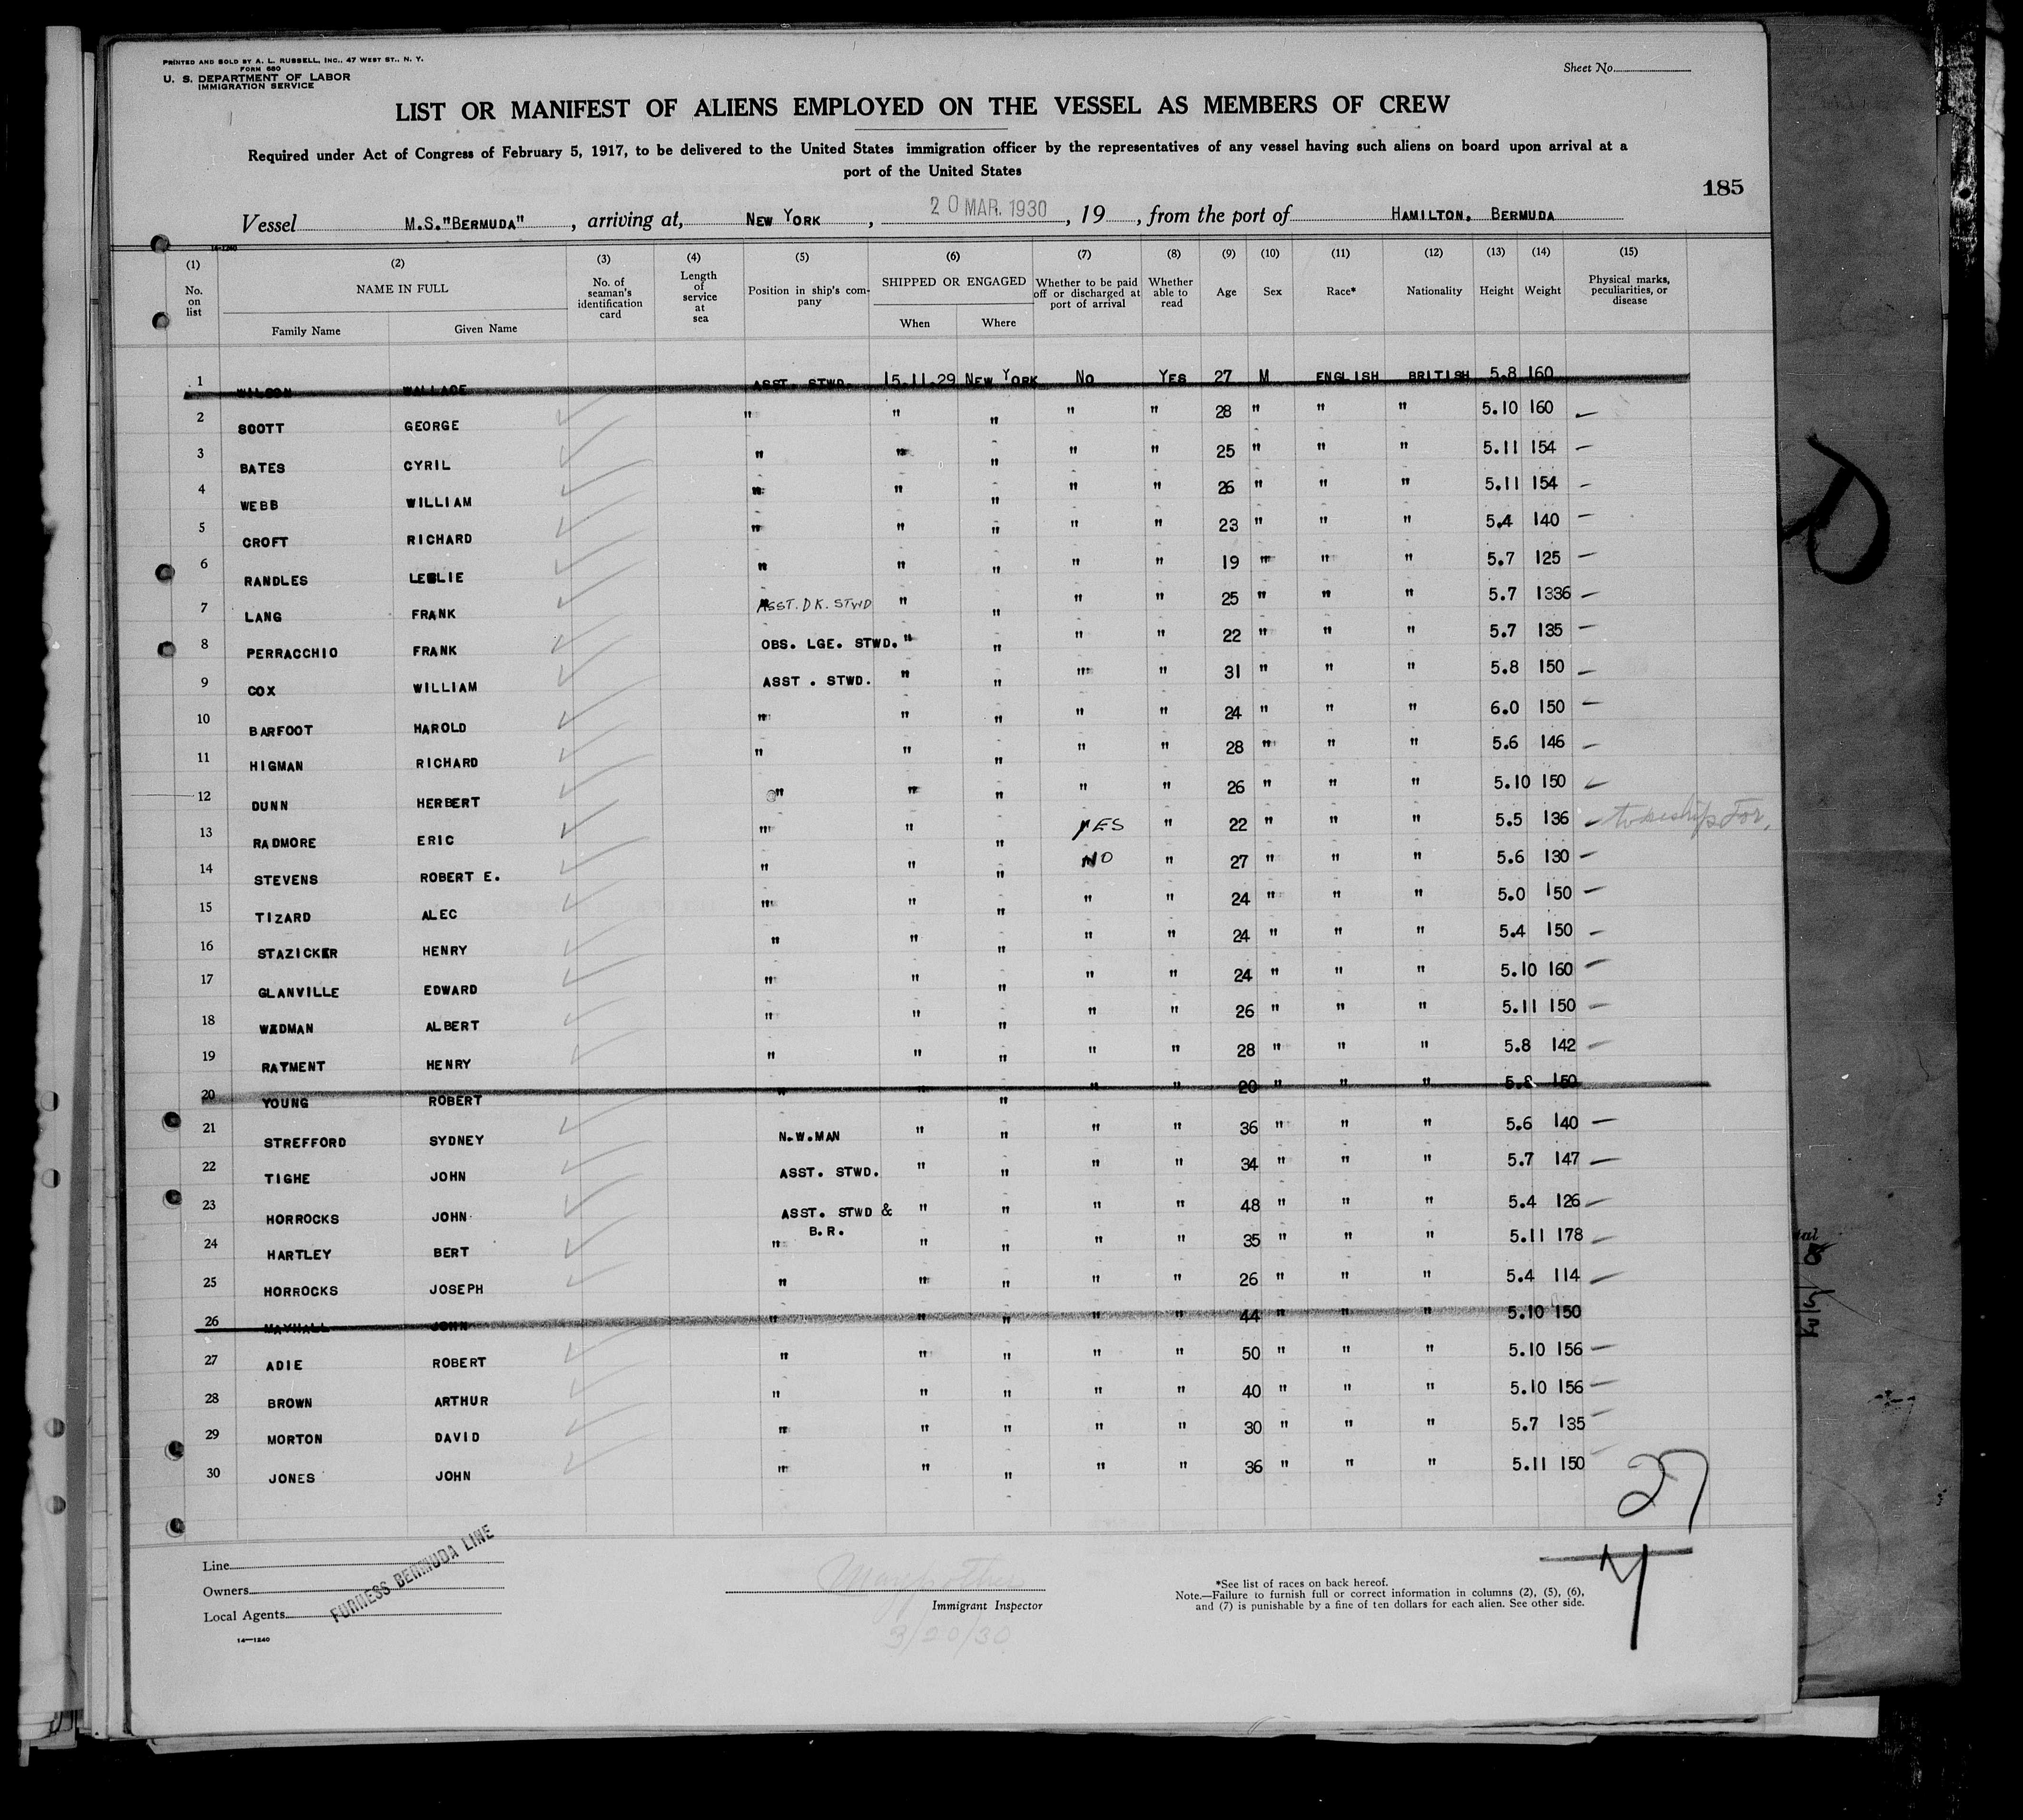 PRINTED AND SOLD BY A. L. RUSSELL, INC., 47 WEST ST., N. Y.
FORM 680
U. S. DEPARTMENT OF LABOR
IMMIGRATION SERVICE
Sheet No.
LIST OR MANIFEST OF ALIENS EMPLOYED ON THE VESSEL AS MEMBERS OF CREW
Required under Act of Congress of February 5, 1917, to be delivered to the United States immigration officer by the representatives of any vessel having such aliens on board upon arrival at a
port of the United States
185
Vessel M.S."BERMUDA", arriving at, NEW YORK, 20 MAR. 1930, 19, from the port of HAMILTON, BERMUDA
14-1240
(1) No. on list (2) NAME IN FULL Family Name Given Name (3) No. of seaman's identification card (4) Length of service at sea (5) Position in ship's company (6) SHIPPED OR ENGAGED When Where (7) Whether to be paid off or discharged at port of arrival (8) Whether able to read (9) Age (10) Sex (11) Race* (12) Nationality (13) Height (14) Weight (15) Physical marks, peculiarities, or disease
1 WILSON WALLACE ASST. STWD. 15.11.29 NEW YORK NO YES 27 M ENGLISH BRITISH 5.8 160
2 SCOTT GEORGE " " " " " 28 " " " 5.10 160
3 BATES CYRIL " " " " " 25 " " " 5.11 154
4 WEBB WILLIAM " " " " " 26 " " " 5.11 154
5 CROFT RICHARD " " " " " 23 " " " 5.4 140
6 RANDLES LESLIE " " " " " 19 " " " 5.7 125
7 LANG FRANK ASST. DK. STWD " " " " 25 " " " 5.7 1336
8 PERRACCHIO FRANK OBS. LGE. STWD. " " " " 22 " " " 5.7 135
9 COX WILLIAM ASST . STWD. " " " " 31 " " " 5.8 150
10 BARFOOT HAROLD " " " " " 24 " " " 6.0 150
11 HIGMAN RICHARD " " " " " 28 " " " 5.6 146
12 DUNN HERBERT " " " " " 26 " " " 5.10 150
13 RADMORE ERIC " " " YES " 22 " " " 5.5 136 to reship For.
14 STEVENS ROBERT E. " " " NO " 27 " " " 5.6 130
15 TIZARD ALEC " " " " " 24 " " " 5.0 150
16 STAZICKER HENRY " " " " " 24 " " " 5.4 150
17 GLANVILLE EDWARD " " " " " 24 " " " 5.10 160
18 WEDMAN ALBERT " " " " " 26 " " " 5.11 150
19 RAYMENT HENRY " " " " " 28 " " " 5.8 142
20 YOUNG ROBERT " " " " " 20 " " " 5.8 150
21 STREFFORD SYDNEY N.W.MAN " " " " 36 " " " 5.6 140
22 TIGHE JOHN ASST. STWD. " " " " 34 " " " 5.7 147
23 HORROCKS JOHN ASST. STWD & B.R. " " " " 48 " " " 5.4 126
24 HARTLEY BERT " " " " " 35 " " " 5.11 178
25 HORROCKS JOSEPH " " " " " 26 " " " 5.4 114
26 MAYHALL JOHN " " " " " 44 " " " 5.10 150
27 ADIE ROBERT " " " " " 50 " " " 5.10 156
28 BROWN ARTHUR " " " " " 40 " " " 5.10 156
29 MORTON DAVID " " " " " 30 " " " 5.7 135
30 JONES JOHN " " " " " 36 " " " 5.11 150
27
Line
Owners
Local Agents
FURNESS BERMUDA LINE
14-1240
Immigrant Inspector
3/20/30
*See list of races on back hereof.
Note.—Failure to furnish full or correct information in columns (2), (5), (6),
and (7) is punishable by a fine of ten dollars for each alien. See other side.